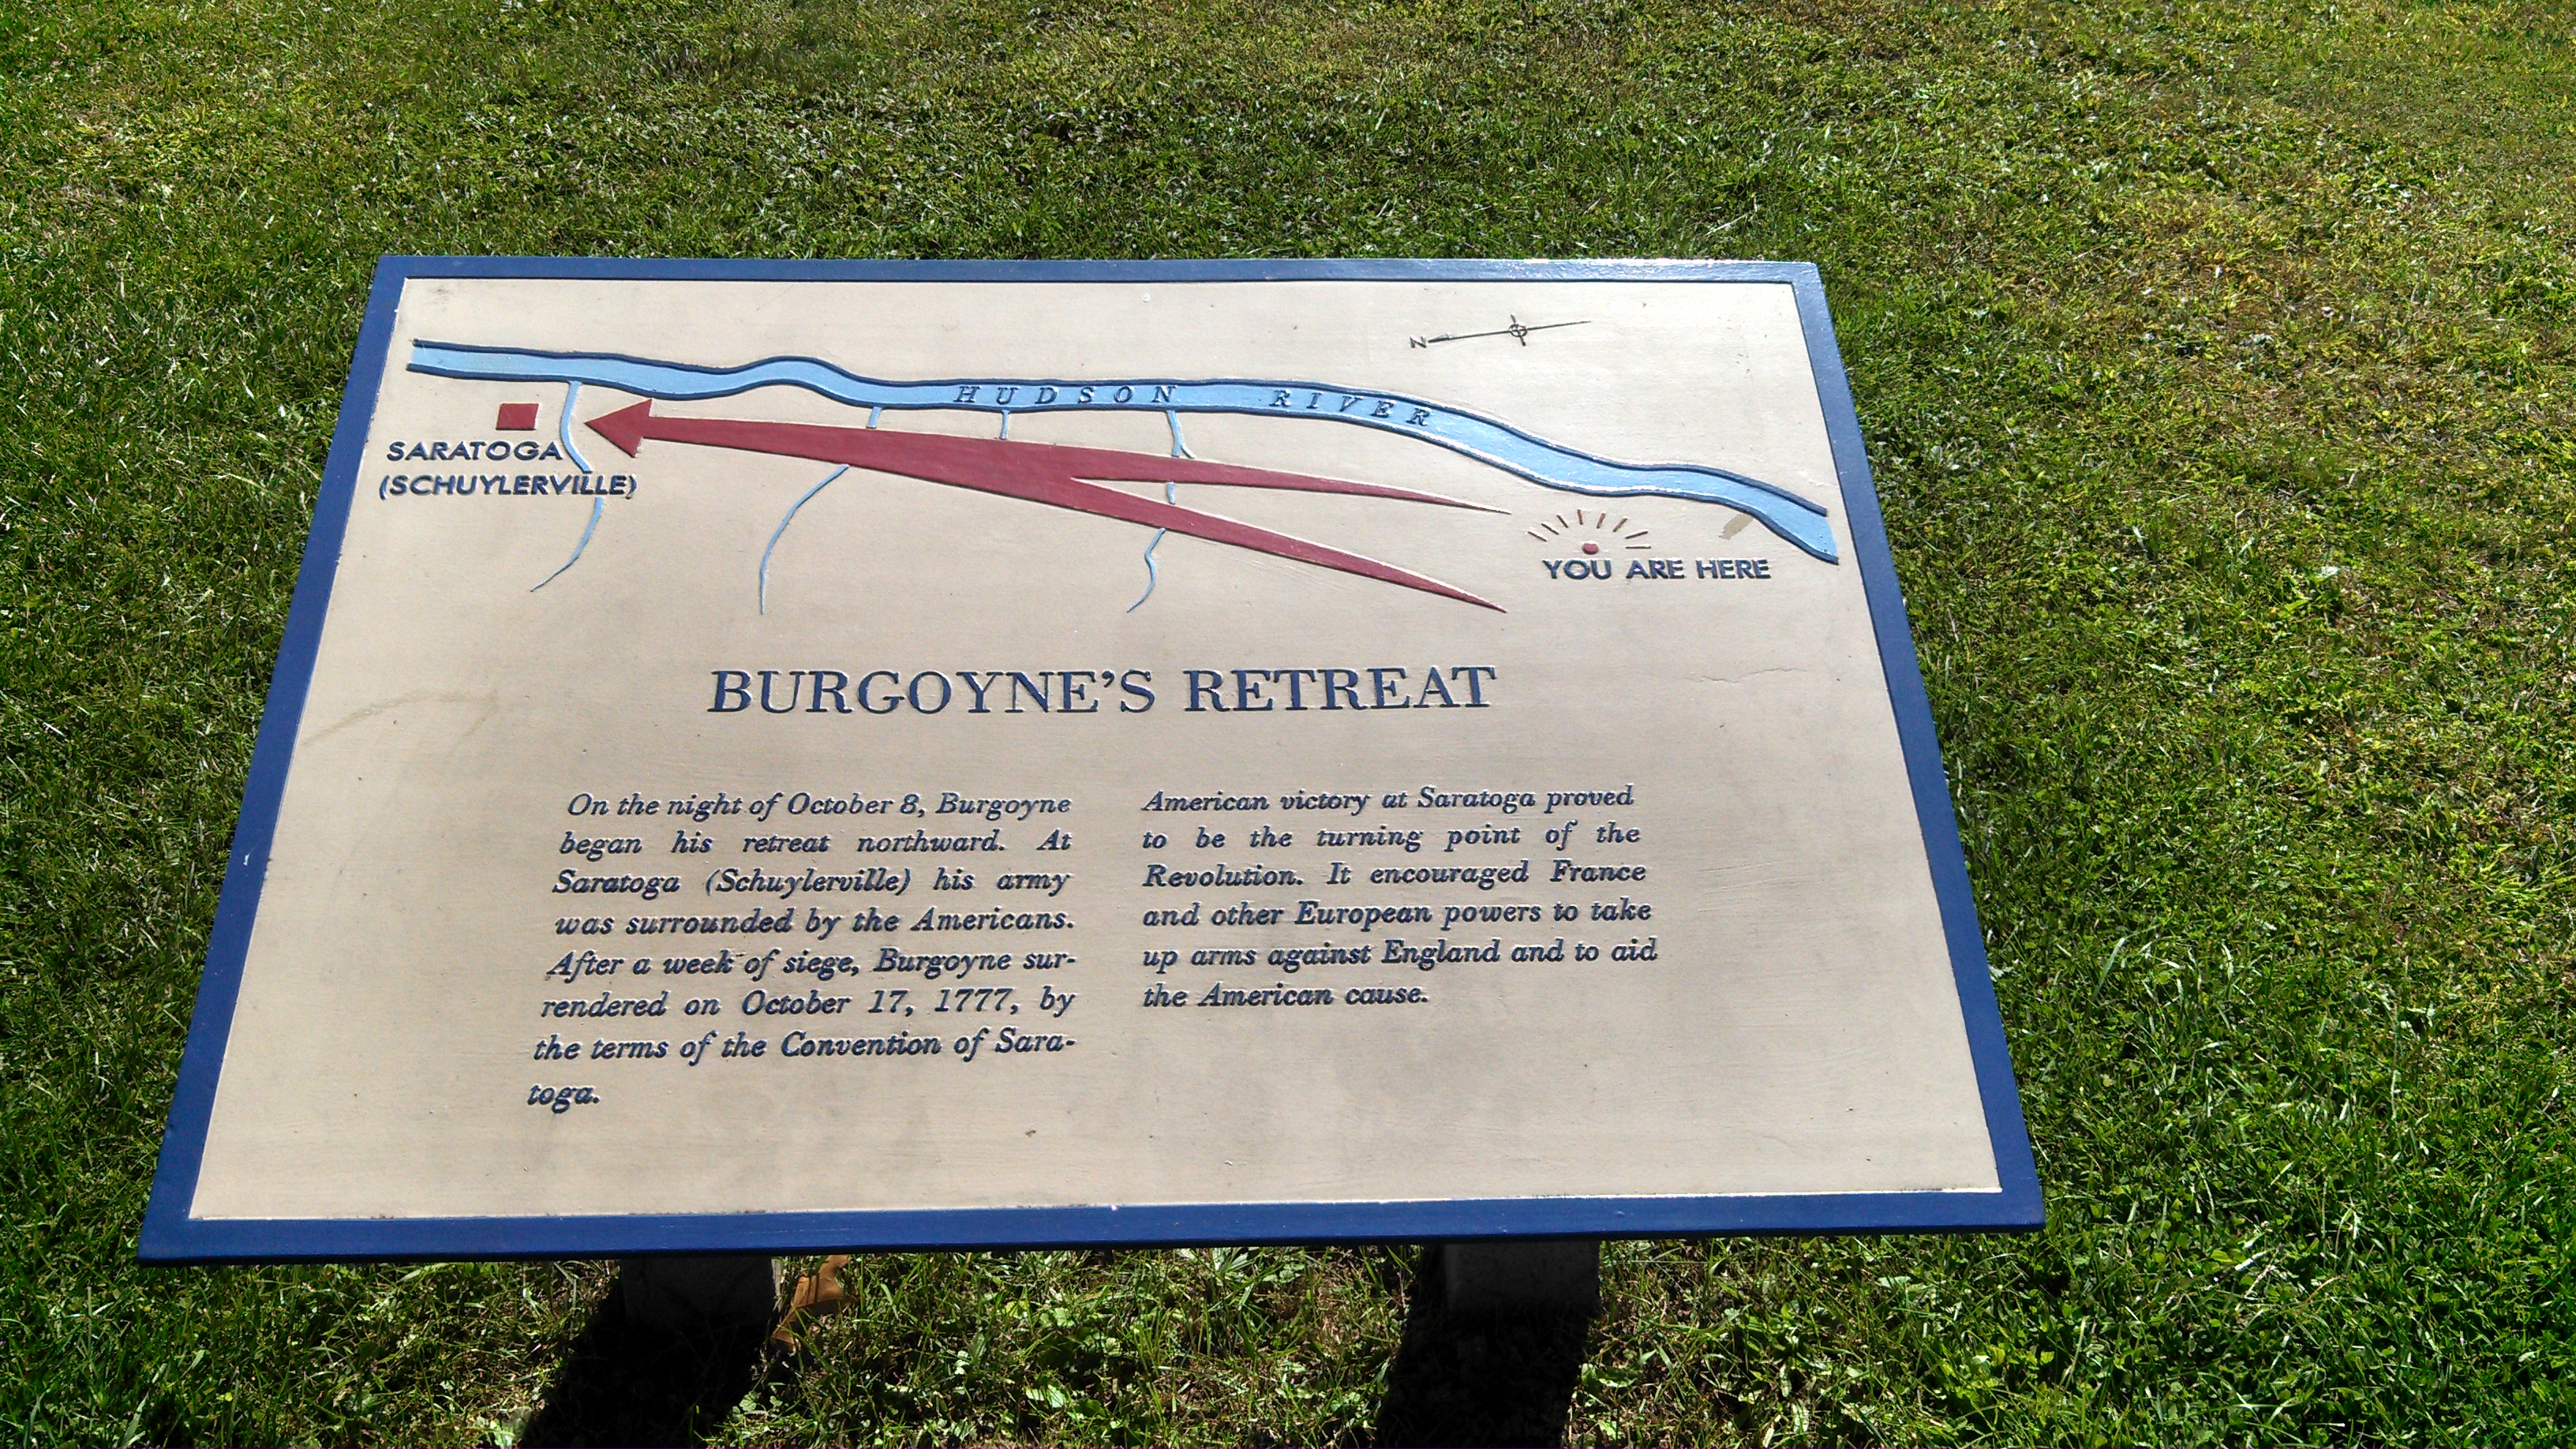 N
HUDSON RIVER
SARATOGA
(SCHUYLERVILLE)
YOU ARE HERE
BURGOYNE'S RETREAT
On the night of October 8, Burgoyne
began his retreat northward. At
Saratoga (Schuylerville) his army
was surrounded by the Americans.
After a week of siege, Burgoyne sur-
rendered on October 17, 1777, by
the terms of the Convention of Sara-
toga.
American victory at Saratoga proved
to be the turning point of the
Revolution. It encouraged France
and other European powers to take
up arms against England and to aid
the American cause.